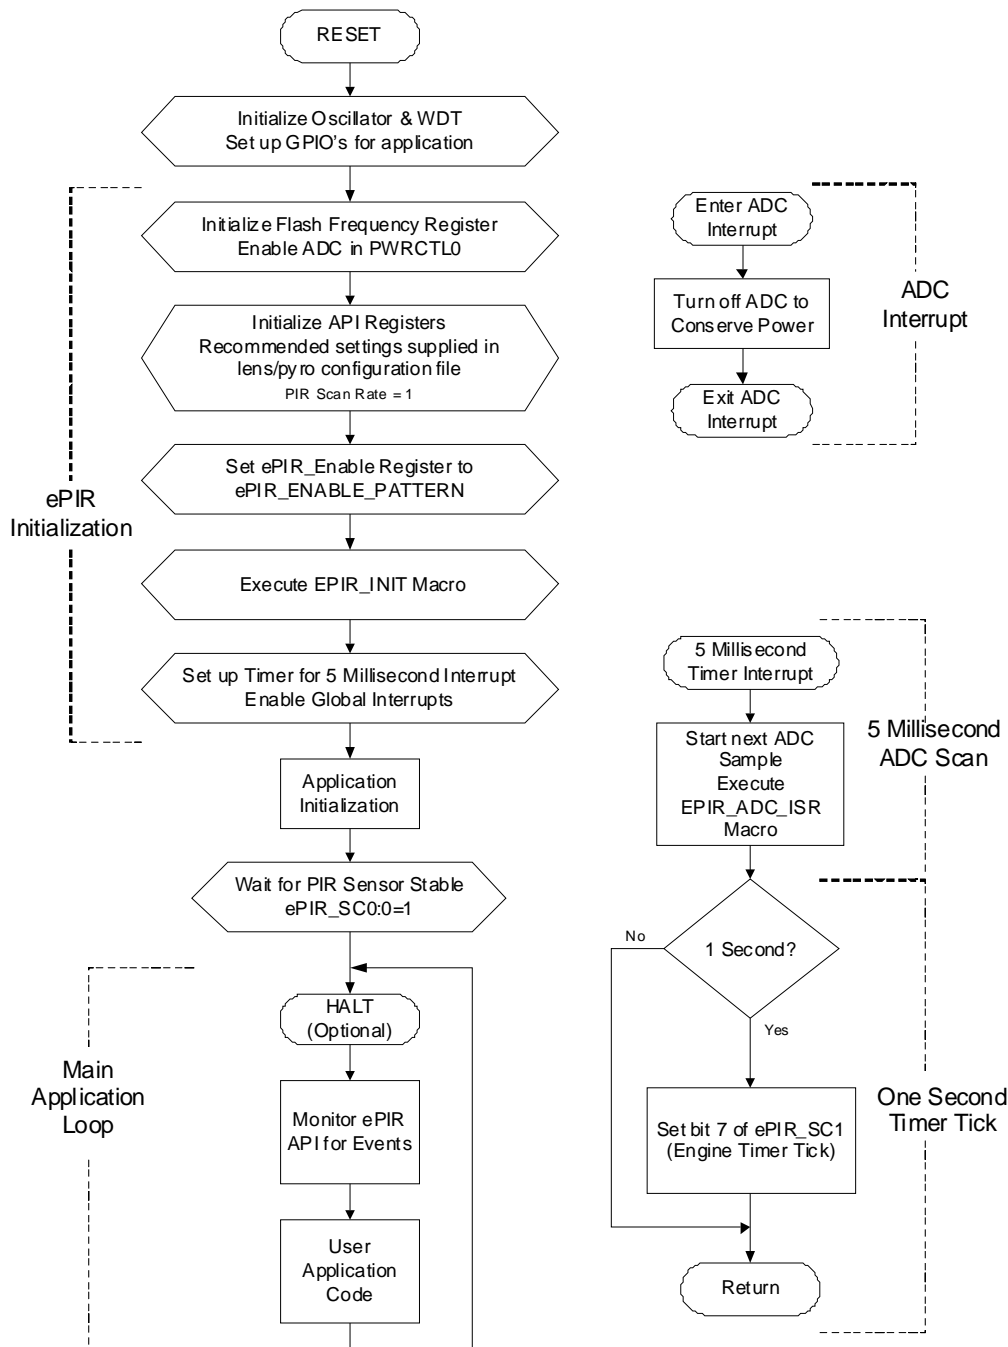 RESET
Initialize Oscillator & WDT
Set up GPIO's for application
Initialize Flash Frequency Register
Enable ADC in PWRCTL0
Initialize API Registers
Recommended settings supplied in
lens/pyro configuration file
PIR Scan Rate = 1
Set ePIR_Enable Register to
ePIR_ENABLE_PATTERN
Execute EPIR_INIT Macro
Set up Timer for 5 Millisecond Interrupt
Enable Global Interrupts
ePIR
Initialization
Application
Initialization
Wait for PIR Sensor Stable
ePIR_SC0:0=1
HALT
(Optional)
Monitor ePIR
API for Events
User
Application
Code
Main
Application
Loop
Enter ADC
Interrupt
Turn off ADC to
Conserve Power
Exit ADC
Interrupt
ADC
Interrupt
5 Millisecond
Timer Interrupt
Start next ADC
Sample
Execute
EPIR_ADC_ISR
Macro
5 Millisecond
ADC Scan
1 Second?
No
Yes
Set bit 7 of ePIR_SC1
(Engine Timer Tick)
Return
One Second
Timer Tick